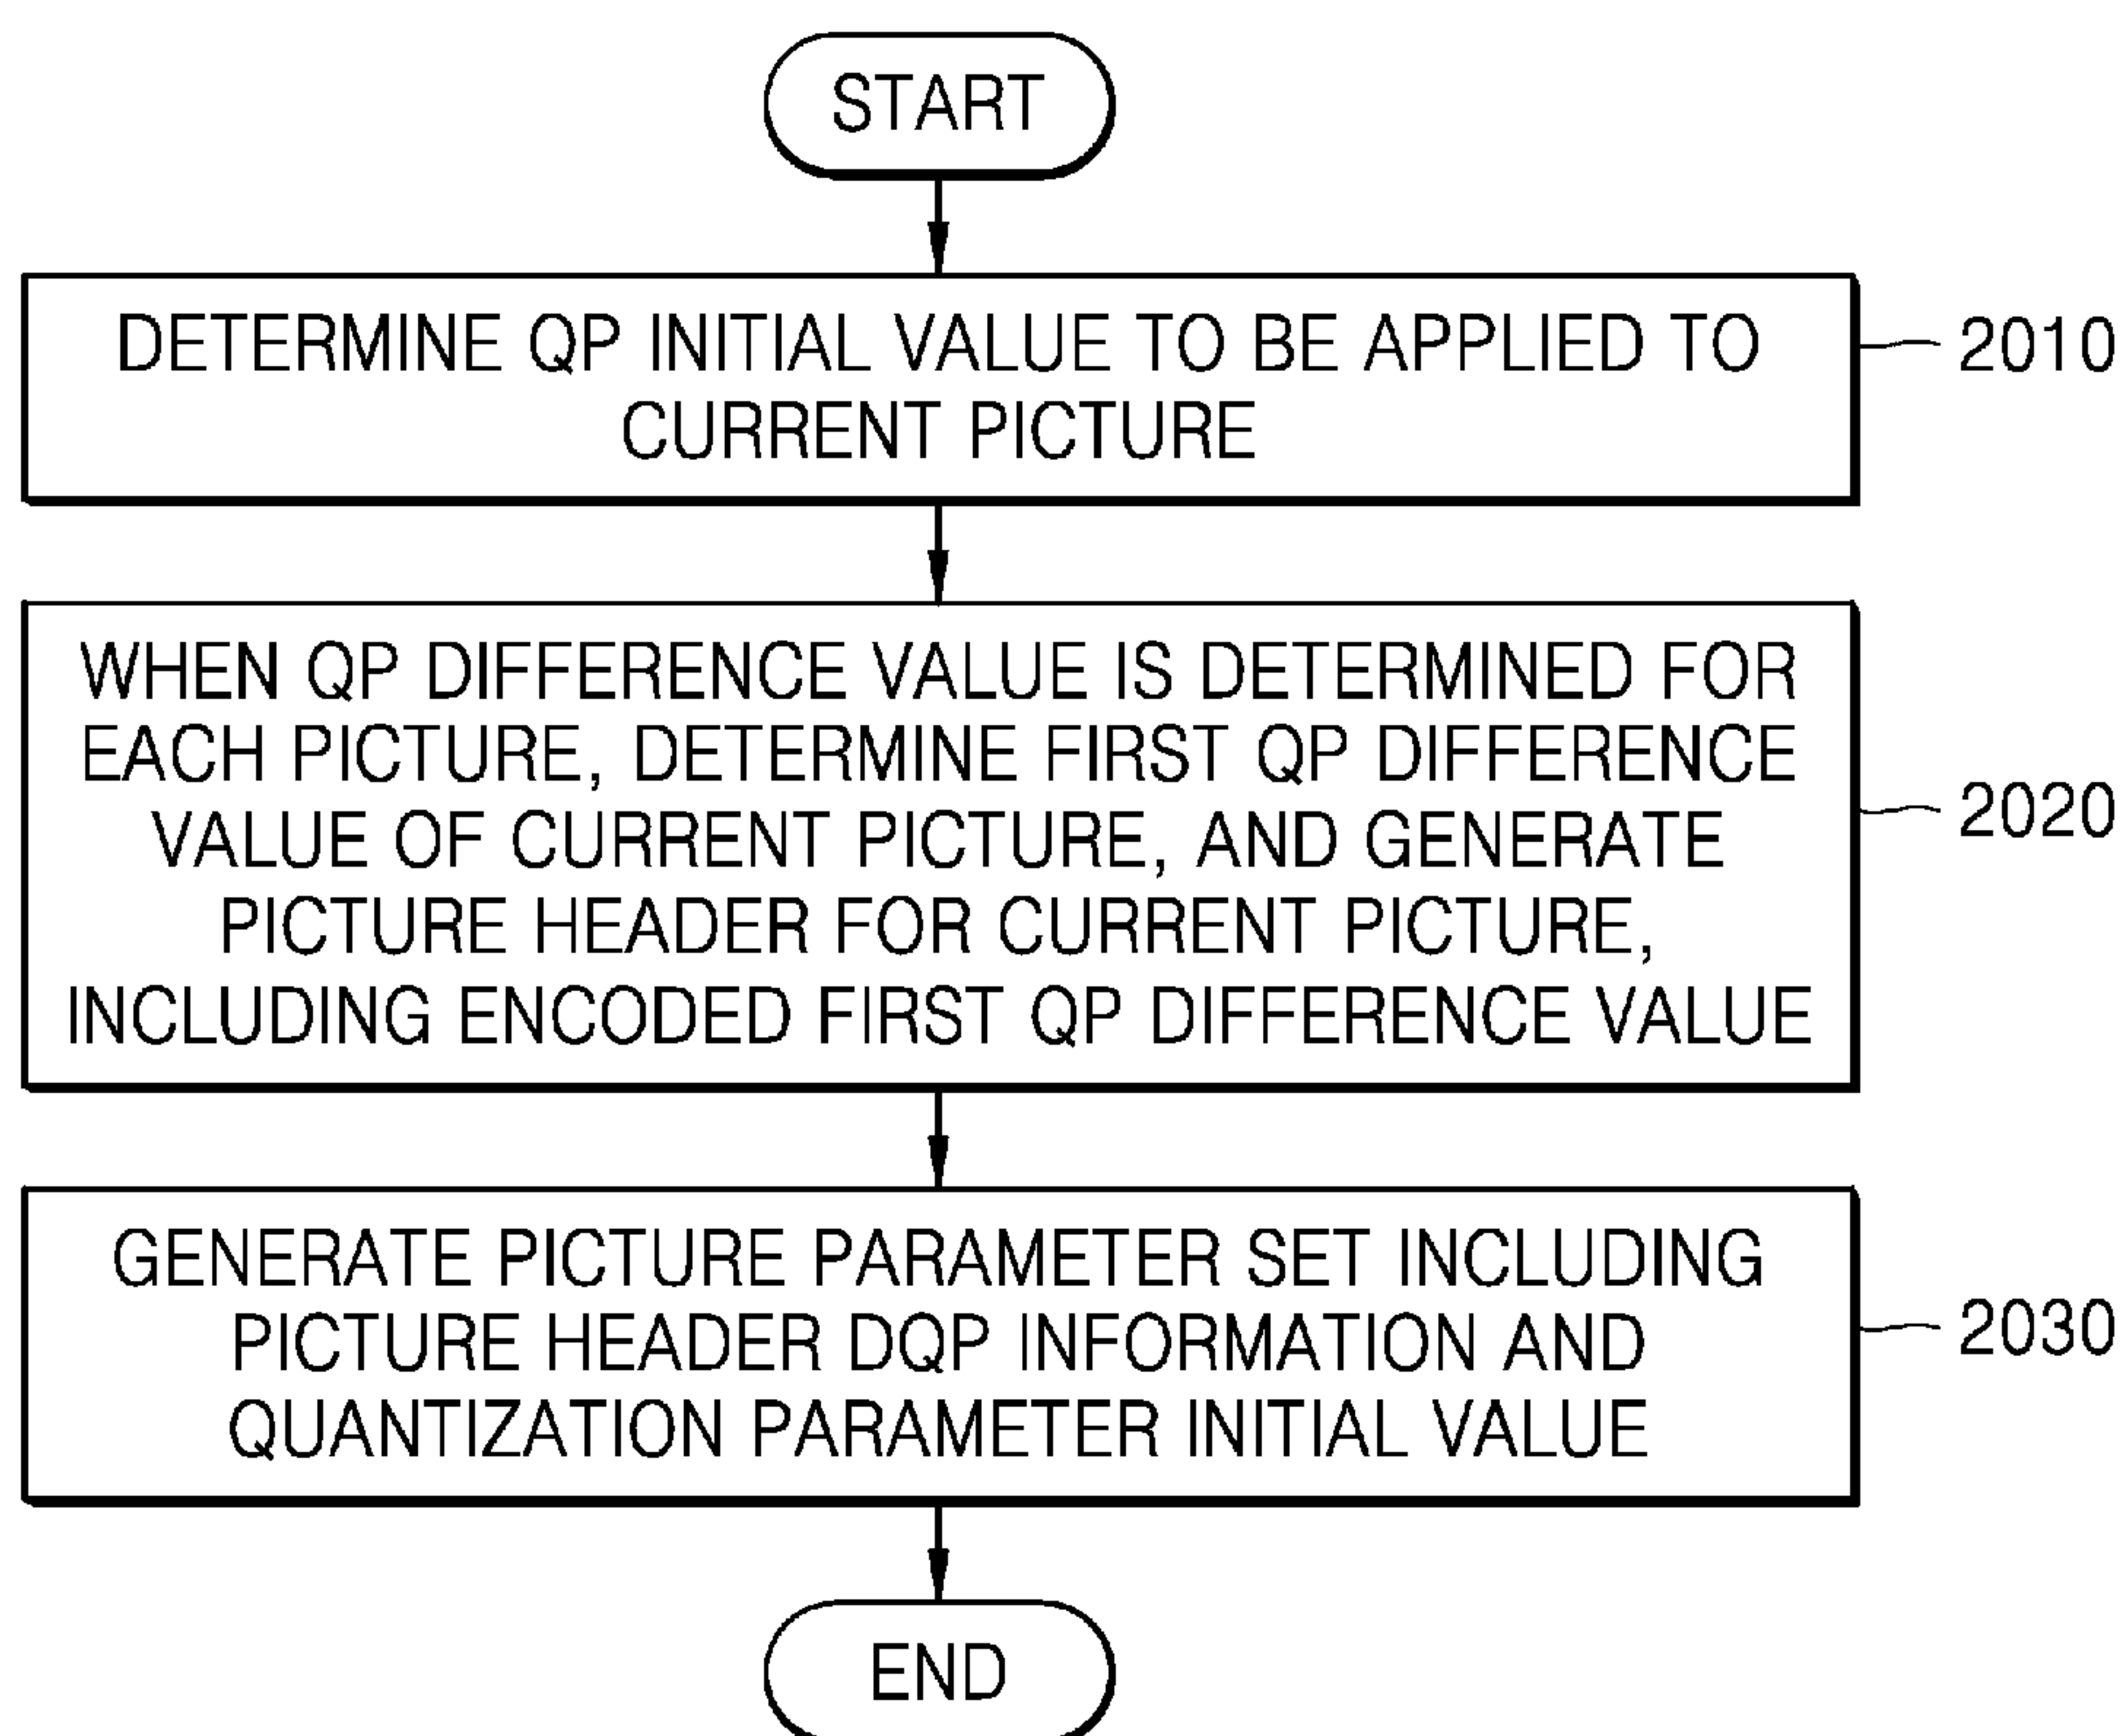 START
DETERMINE QP INITIAL VALUE TO BE APPLIED TO
CURRENT PICTURE
2010
WHEN QP DIFFERENCE VALUE IS DETERMINED FOR
EACH PICTURE, DETERMINE FIRST QP DIFFERENCE
VALUE OF CURRENT PICTURE, AND GENERATE
PICTURE HEADER FOR CURRENT PICTURE,
INCLUDING ENCODED FIRST QP DIFFERENCE VALUE
2020
GENERATE PICTURE PARAMETER SET INCLUDING
PICTURE HEADER DQP INFORMATION AND
QUANTIZATION PARAMETER INITIAL VALUE
2030
END